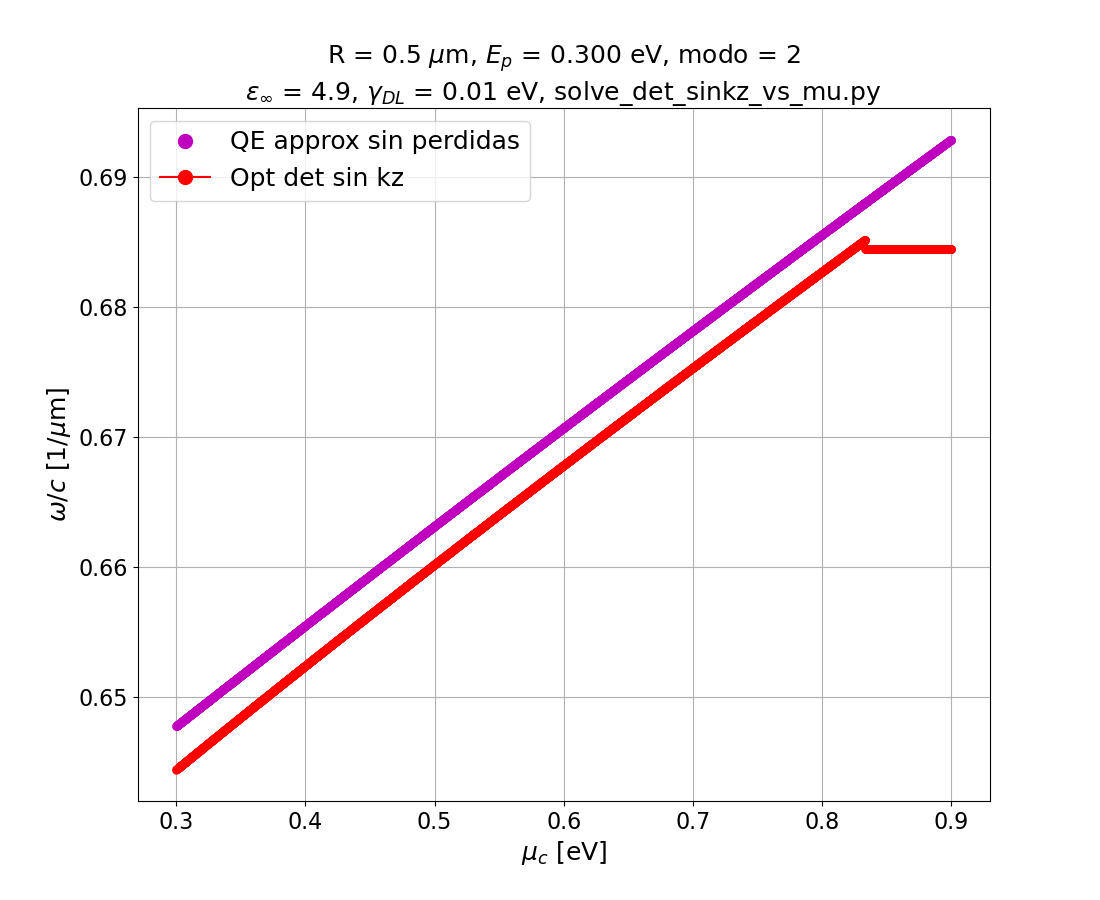 R = 0.5 μm, E_p = 0.300 eV, modo = 2
ε_∞ = 4.9, γ_DL = 0.01 eV, solve_det_sinkz_vs_mu.py
QE approx sin perdidas
Opt det sin kz
0.69
0.68
0.67
0.66
0.65
ω/c [1/μm]
0.3 0.4 0.5 0.6 0.7 0.8 0.9
μ_c [eV]